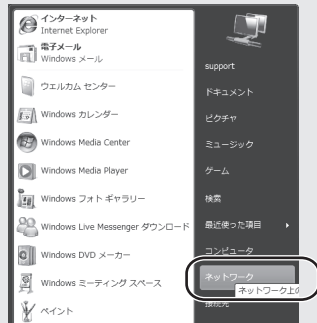 インターネット
Internet Explorer
電子メール
Windows メール
ウェルカム センター
Windows カレンダー
Windows Media Center
Windows Media Player
Windows フォト ギャラリー
Windows Live Messenger ダウンロード
Windows DVD メーカー
Windows ミーティング スペース
ペイント
support
ドキュメント
ピクチャ
ミュージック
ゲーム
検索
最近使った項目
コンピュータ
ネットワーク
ネットワーク上の
接続先